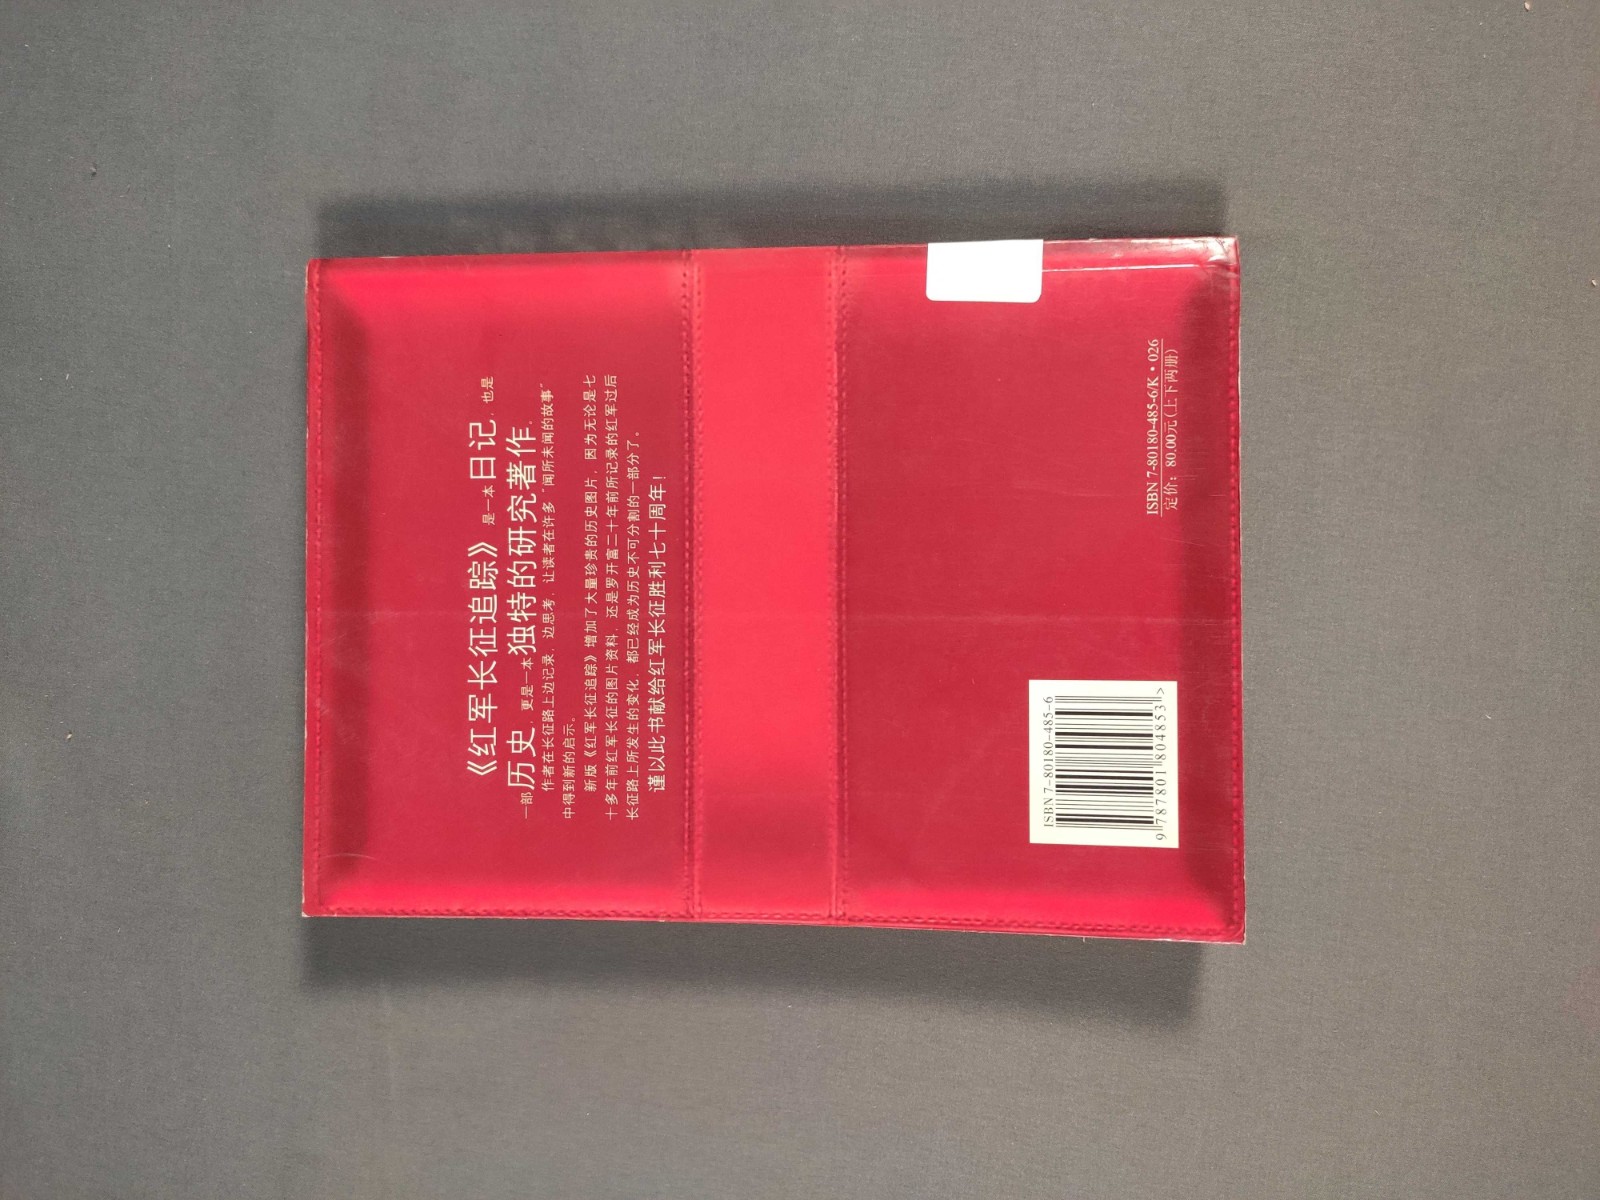 《红军长征追踪》是一本日记，也是
一部历史，更是一本独特的研究著作。
作者在长征路上边记录，边思考，让读者在许多“闻所未闻的故事”
中得到新的启示。
新版《红军长征追踪》增加了大量珍贵的历史图片，因为无论是七
十多年前红军长征的图片资料，还是罗开富二十年前所记录的红军过后
长征路上所发生的变化，都已经成为历史不可分割的一部分了。
谨以此书献给红军长征胜利七十周年！
ISBN 7-80180-485-6
9 787801 804853>
ISBN 7-80180-485-6/K·026
定价：80.00元(上下两册)